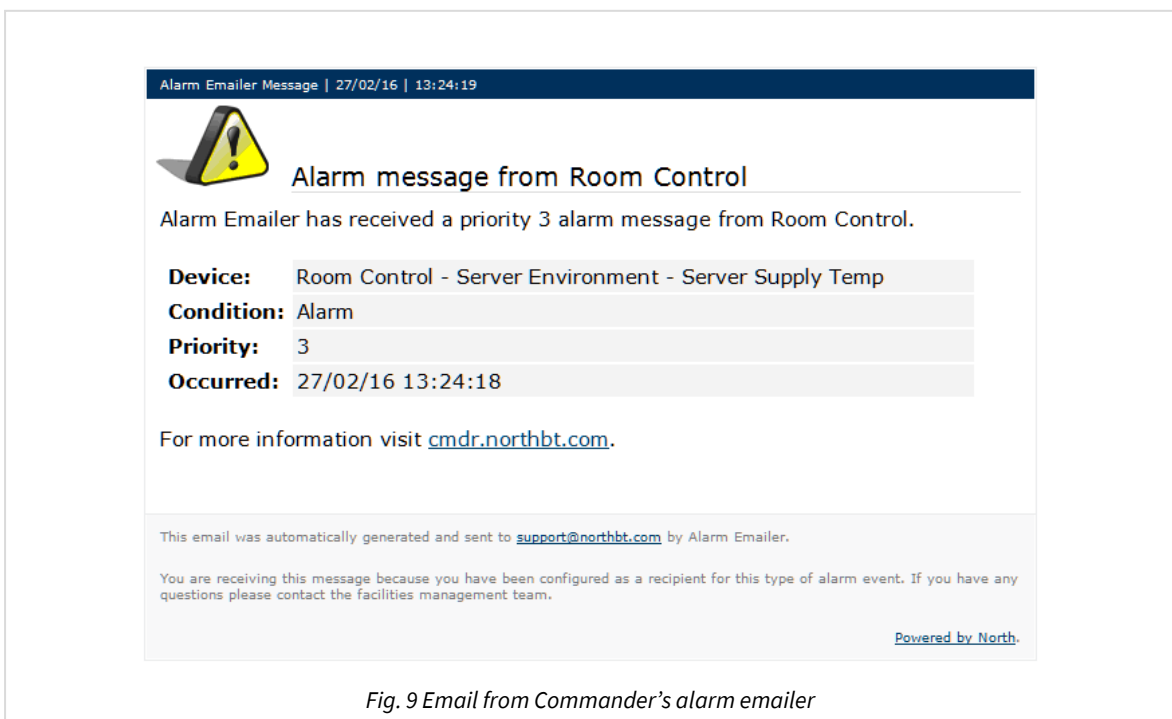 Alarm Emailer Message | 27/02/16 | 13:24:19
Alarm message from Room Control
Alarm Emailer has received a priority 3 alarm message from Room Control.
Device: Room Control - Server Environment - Server Supply Temp
Condition: Alarm
Priority: 3
Occurred: 27/02/16 13:24:18
For more information visit cmdr.northbt.com.
This email was automatically generated and sent to support@northbt.com by Alarm Emailer.
You are receiving this message because you have been configured as a recipient for this type of alarm event. If you have any
questions please contact the facilities management team.
Powered by North.
Fig. 9 Email from Commander's alarm emailer